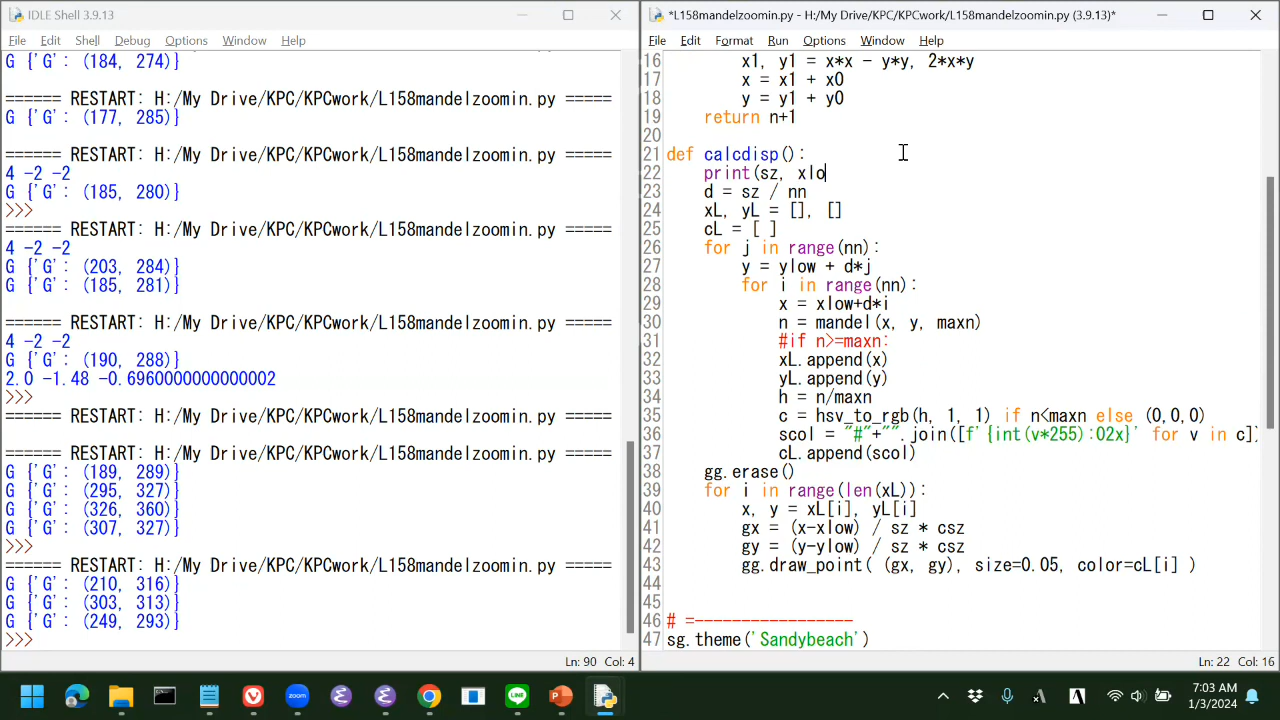 IDLE Shell 3.9.13
File Edit Shell Debug Options Window Help
G {'G': (184, 274)}
====== RESTART: H:/My Drive/KPC/KPCwork/L158mandelzoomin.py =====
G {'G': (177, 285)}
====== RESTART: H:/My Drive/KPC/KPCwork/L158mandelzoomin.py =====
4 -2 -2
G {'G': (185, 280)}
>>>
====== RESTART: H:/My Drive/KPC/KPCwork/L158mandelzoomin.py =====
4 -2 -2
G {'G': (203, 284)}
G {'G': (185, 281)}
====== RESTART: H:/My Drive/KPC/KPCwork/L158mandelzoomin.py =====
4 -2 -2
G {'G': (190, 288)}
2.0 -1.48 -0.6960000000000002
>>>
====== RESTART: H:/My Drive/KPC/KPCwork/L158mandelzoomin.py =====
====== RESTART: H:/My Drive/KPC/KPCwork/L158mandelzoomin.py =====
G {'G': (189, 289)}
G {'G': (295, 327)}
G {'G': (326, 360)}
G {'G': (307, 327)}
>>>
====== RESTART: H:/My Drive/KPC/KPCwork/L158mandelzoomin.py =====
G {'G': (210, 316)}
G {'G': (303, 313)}
G {'G': (249, 293)}
>>>
Ln: 90 Col: 4
*L158mandelzoomin.py - H:/My Drive/KPC/KPCwork/L158mandelzoomin.py (3.9.13)*
File Edit Format Run Options Window Help
16         x1, y1 = x*x - y*y, 2*x*y
17         x = x1 + x0
18         y = y1 + y0
19     return n+1
20
21 def calcdisp():
22     print(sz, xlo
23     d = sz / nn
24     xL, yL = [], []
25     cL = [ ]
26     for j in range(nn):
27         y = ylow + d*j
28         for i in range(nn):
29             x = xlow+d*i
30             n = mandel(x, y, maxn)
31             #if n>=maxn:
32             xL.append(x)
33             yL.append(y)
34             h = n/maxn
35             c = hsv_to_rgb(h, 1, 1) if n<maxn else (0,0,0)
36             scol = "#"+"".join([f'{int(v*255):02x}' for v in c])
37             cL.append(scol)
38     gg.erase()
39     for i in range(len(xL)):
40         x, y = xL[i], yL[i]
41         gx = (x-xlow) / sz * csz
42         gy = (y-ylow) / sz * csz
43         gg.draw_point( (gx, gy), size=0.05, color=cL[i] )
44
45
46 # =-----------------
47 sg.theme('Sandybeach')
Ln: 22 Col: 16
zoom
LINE
A
A
7:03 AM
1/3/2024